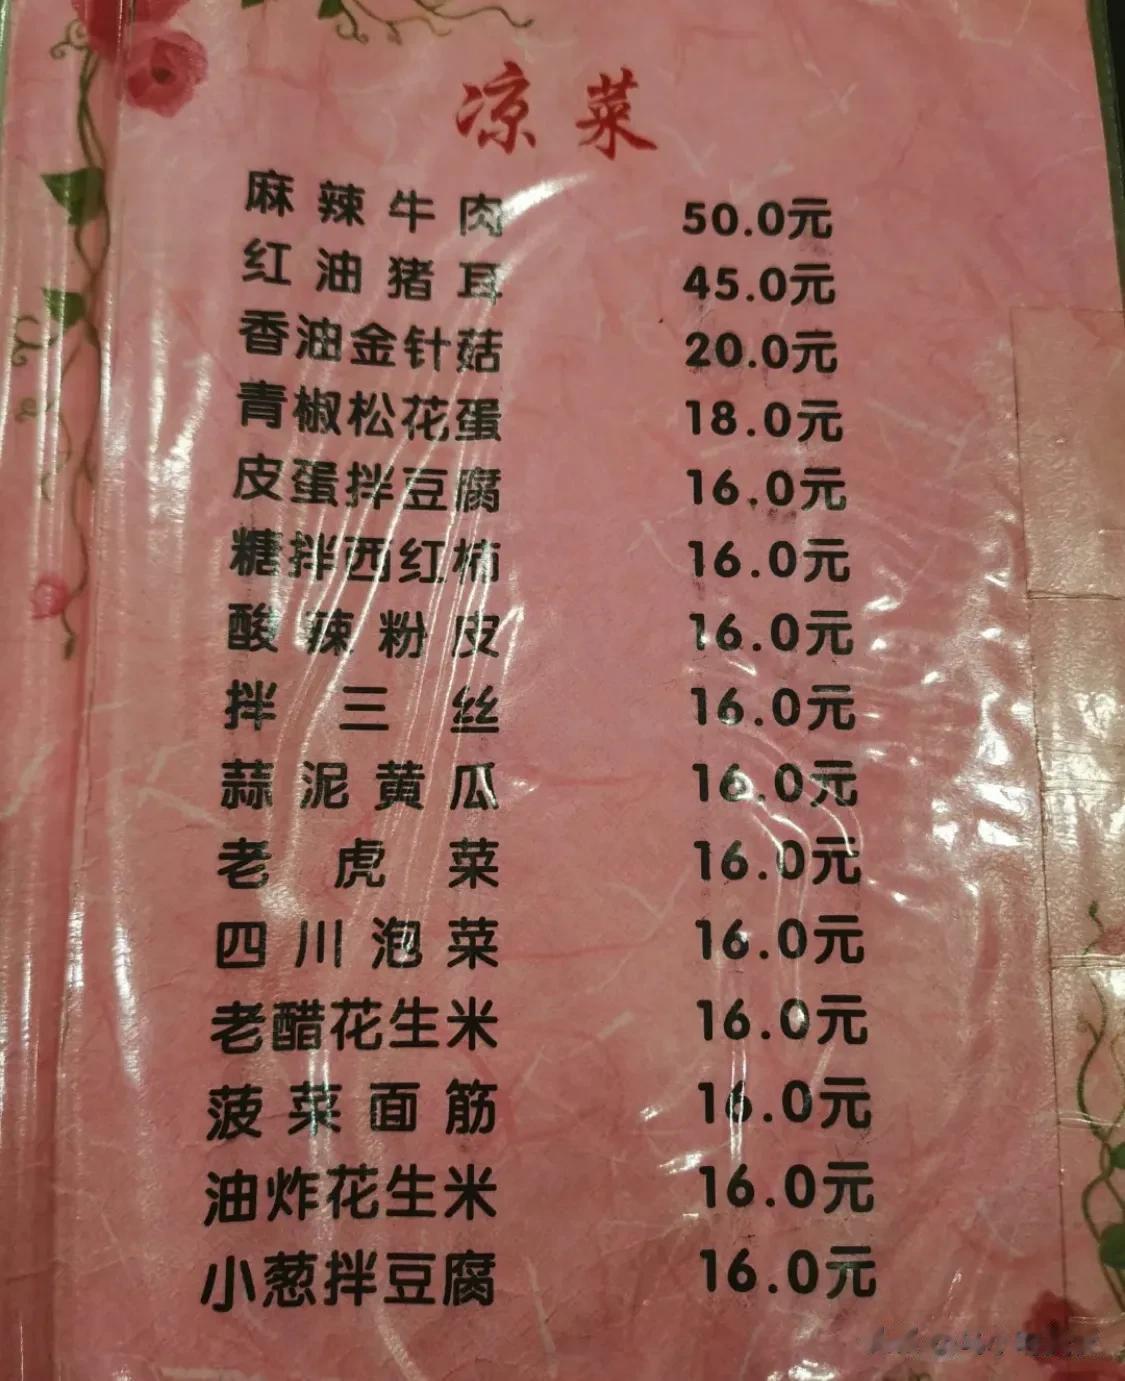 凉菜
麻辣牛肉 50.0元
红油猪耳 45.0元
香油金针菇 20.0元
青椒松花蛋 18.0元
皮蛋拌豆腐 16.0元
糖拌西红柿 16.0元
酸辣粉皮 16.0元
拌三丝 16.0元
蒜泥黄瓜 16.0元
老虎菜 16.0元
四川泡菜 16.0元
老醋花生米 16.0元
菠菜面筋 16.0元
油炸花生米 16.0元
小葱拌豆腐 16.0元